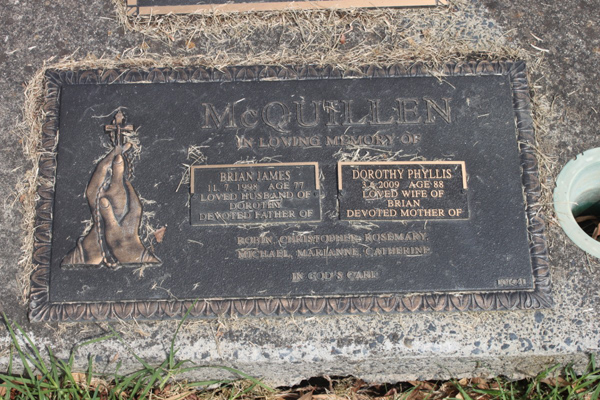 McQUILLEN
IN LOVING MEMORY OF
BRIAN JAMES
11.7.1998 AGE 77
LOVED HUSBAND OF
DOROTHY
DEVOTED FATHER OF
DOROTHY PHYLLIS
3.4.2009 AGE 88
LOVED WIFE OF
BRIAN
DEVOTED MOTHER OF
ROBIN, CHRISTOPHER, ROSEMARY
MICHAEL, MARIANNE, CATHERINE
IN GOD'S CARE